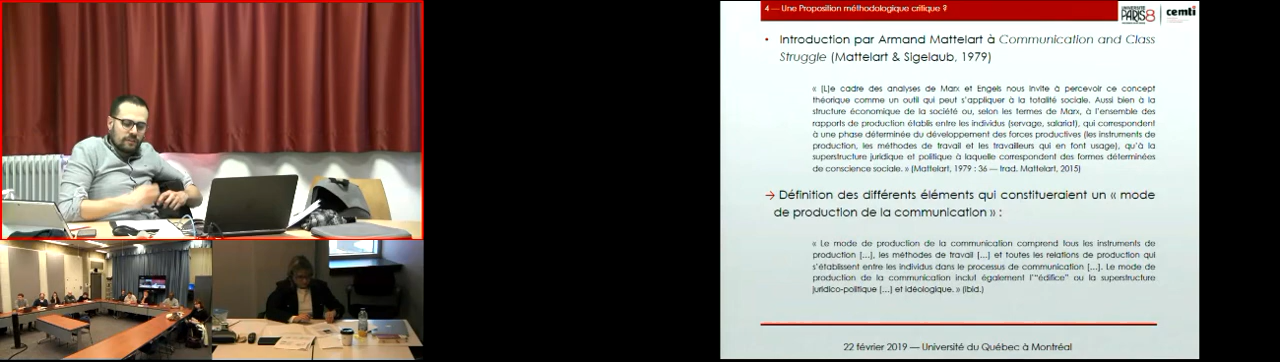 4 — Une Proposition méthodologique critique ?
UNIVERSITÉ
PARIS8
cemti
• Introduction par Armand Mattelart à Communication and Class
Struggle (Mattelart & Sigelaub, 1979)
« [L]e cadre des analyses de Marx et Engels nous invite à percevoir ce concept
théorique comme un outil qui peut s’appliquer à la totalité sociale. Aussi bien à la
structure économique de la société ou, selon les termes de Marx, à l’ensemble des
rapports de production établis entre les individus (servage, salariat), qui correspondent
à une phase déterminée du développement des forces productives (les instruments de
production, les méthodes de travail et les travailleurs qui en font usage), qu’à la
superstructure juridique et politique à laquelle correspondent des formes déterminées
de conscience sociale. » (Mattelart, 1979 : 36 — trad. Mattelart, 2015)
→ Définition des différents éléments qui constitueraient un « mode
de production de la communication » :
« Le mode de production de la communication comprend tous les instruments de
production [...], les méthodes de travail [...] et toutes les relations de production qui
s’établissent entre les individus dans le processus de communication [...]. Le mode
de production de la communication inclut également l’“édifice” ou la superstructure
juridico-politique [...] et idéologique. » (Ibid.)
22 février 2019 — Université du Québec à Montréal